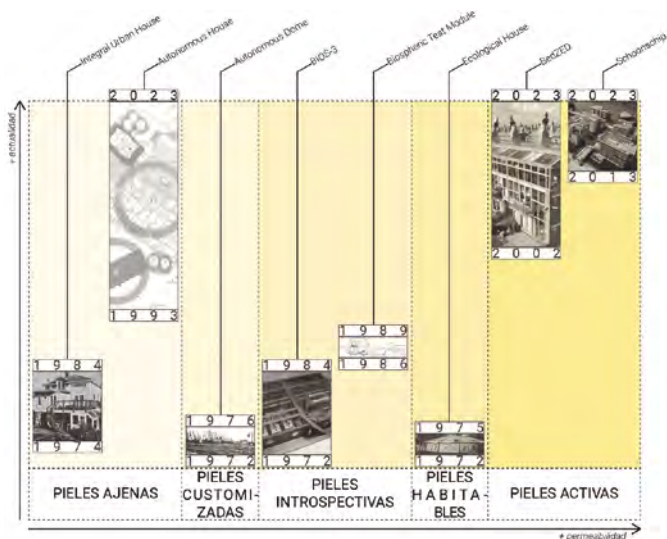 Integral Urban House
Autonomous House
Autonomous Dome
BIOS-3
Biospheric Test Module
Ecological House
BedZED
Schoonschip
+ actualidad
2023
1993
1984
1974
1976
1972
1984
1972
1989
1986
1975
1972
2023
2002
2023
2013
PIELES AJENAS
PIELES
CUSTOMI-
ZADAS
PIELES
INTROSPECTIVAS
PIELES
HABITA-
BLES
PIELES ACTIVAS
+ permeabilidad